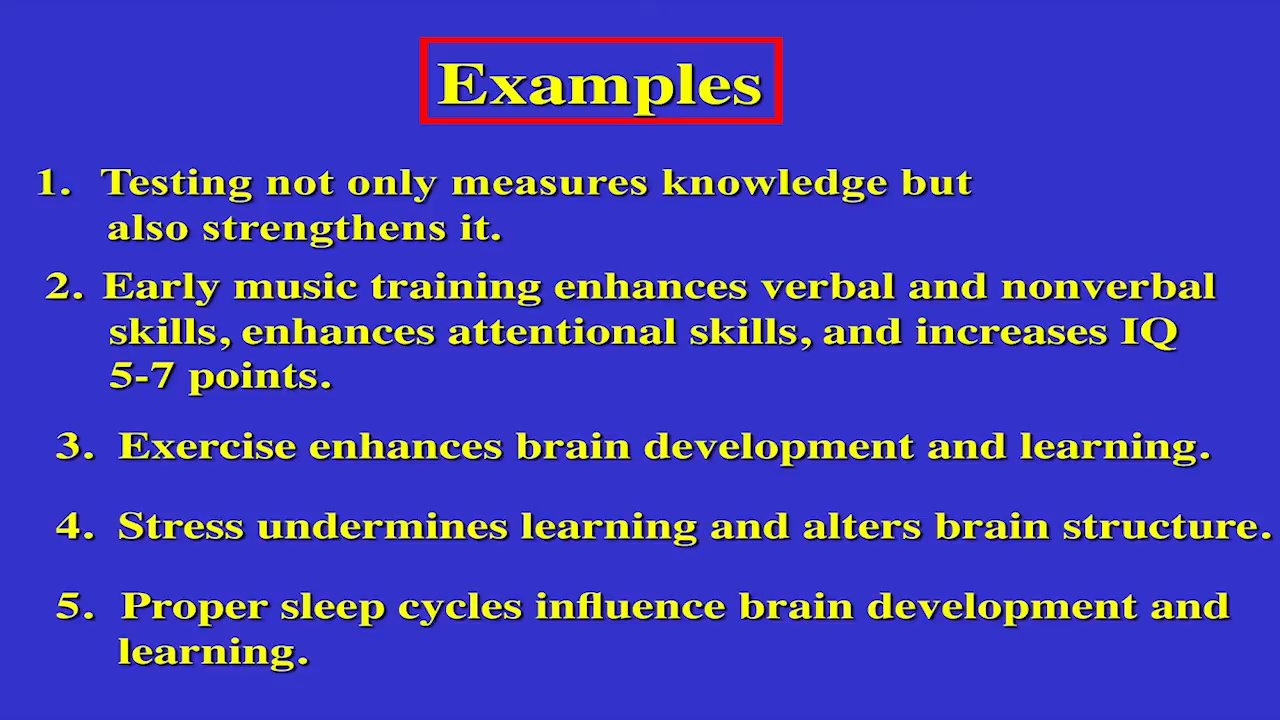 Examples
1. Testing not only measures knowledge but
also strengthens it.
2. Early music training enhances verbal and nonverbal
skills, enhances attentional skills, and increases IQ
5-7 points.
3. Exercise enhances brain development and learning.
4. Stress undermines learning and alters brain structure.
5. Proper sleep cycles influence brain development and
learning.